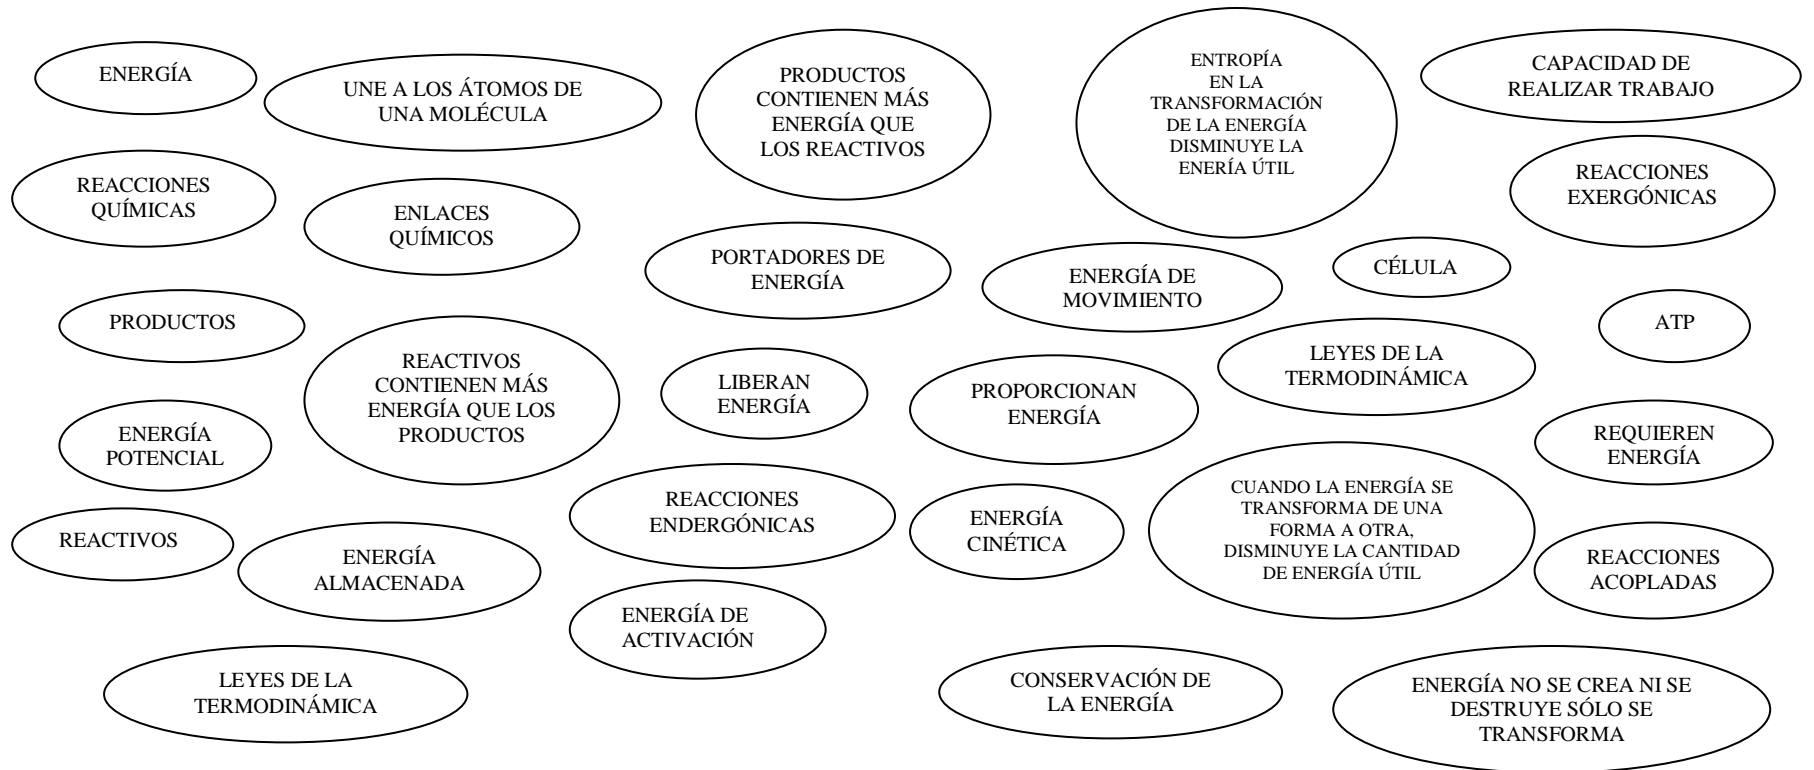 ENERGÍA
UNE A LOS ÁTOMOS DE
UNA MOLÉCULA
PRODUCTOS
CONTIENEN MÁS
ENERGÍA QUE
LOS REACTIVOS
ENTROPÍA
EN LA
TRANSFORMACIÓN
DE LA ENERGÍA
DISMINUYE LA
ENERÍA ÚTIL
CAPACIDAD DE
REALIZAR TRABAJO
REACCIONES
QUÍMICAS
ENLACES
QUÍMICOS
REACCIONES
EXERGÓNICAS
PORTADORES DE
ENERGÍA
ENERGÍA DE
MOVIMIENTO
CÉLULA
PRODUCTOS
REACTIVOS
CONTIENEN MÁS
ENERGÍA QUE LOS
PRODUCTOS
LIBERAN
ENERGÍA
PROPORCIONAN
ENERGÍA
LEYES DE LA
TERMODINÁMICA
ATP
ENERGÍA
POTENCIAL
REACCIONES
ENDERGÓNICAS
ENERGÍA
CINÉTICA
CUANDO LA ENERGÍA SE
TRANSFORMA DE UNA
FORMA A OTRA,
DISMINUYE LA CANTIDAD
DE ENERGÍA ÚTIL
REQUIEREN
ENERGÍA
REACTIVOS
ENERGÍA
ALMACENADA
ENERGÍA DE
ACTIVACIÓN
REACCIONES
ACOPLADAS
LEYES DE LA
TERMODINÁMICA
CONSERVACIÓN DE
LA ENERGÍA
ENERGÍA NO SE CREA NI SE
DESTRUYE SÓLO SE
TRANSFORMA